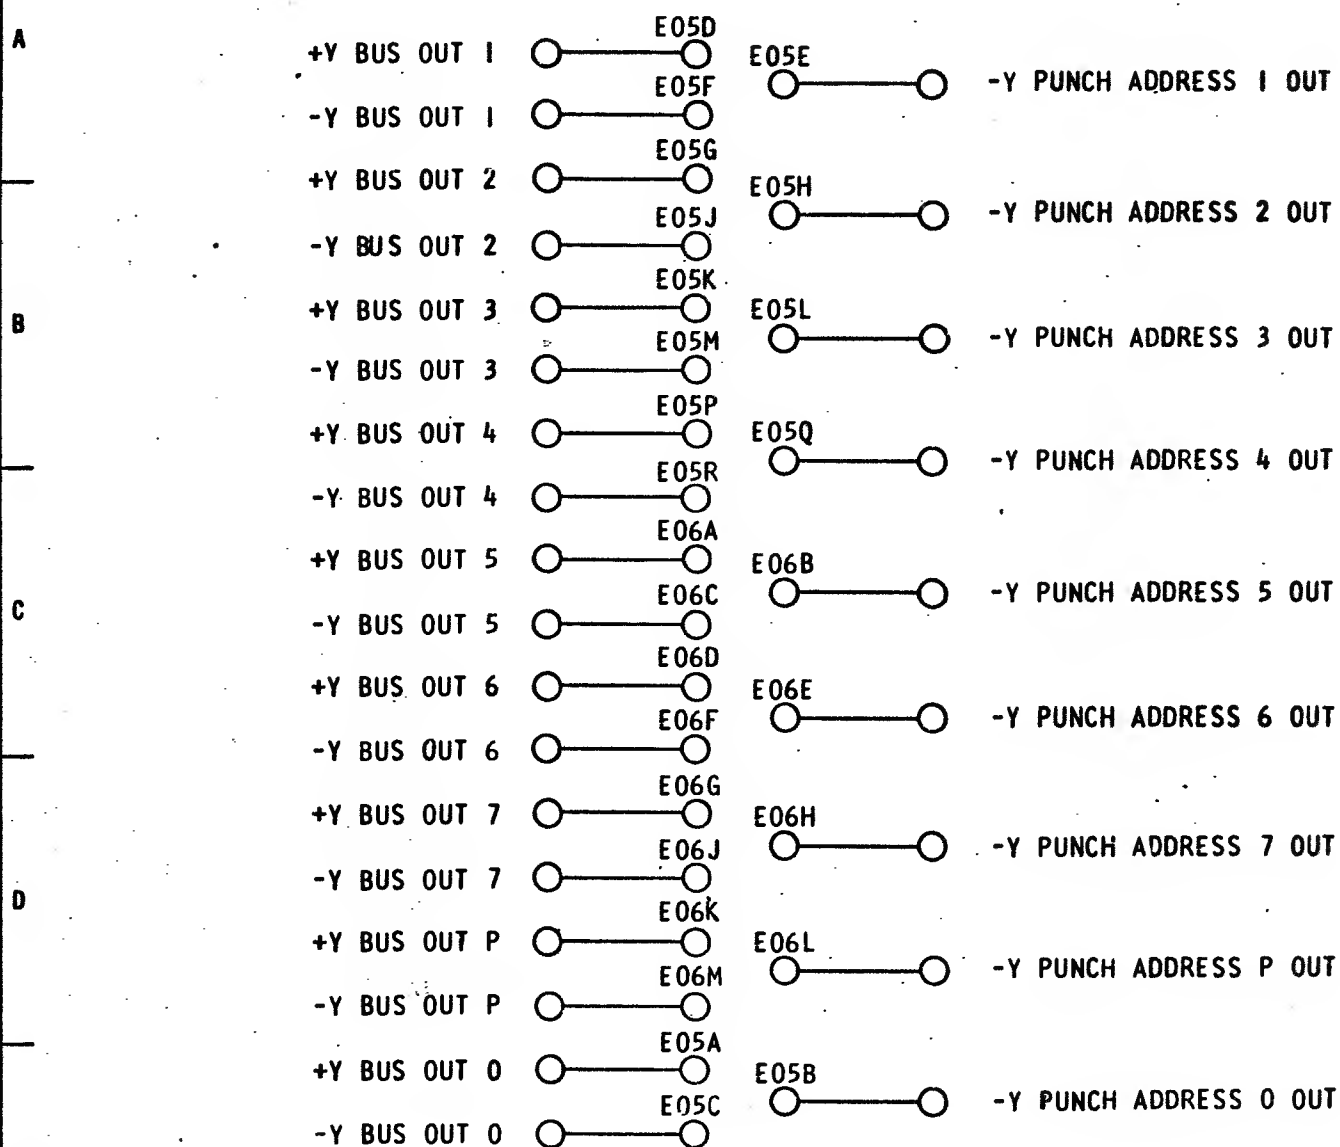 A
E05D
+Y BUS OUT 1
E05E
-Y PUNCH ADDRESS 1 OUT
E05F
-Y BUS OUT 1
E05G
+Y BUS OUT 2
E05H
-Y PUNCH ADDRESS 2 OUT
E05J
-Y BUS OUT 2
E05K
+Y BUS OUT 3
B
E05L
-Y PUNCH ADDRESS 3 OUT
E05M
-Y BUS OUT 3
E05P
+Y BUS OUT 4
E05Q
-Y PUNCH ADDRESS 4 OUT
E05R
-Y BUS OUT 4
E06A
+Y BUS OUT 5
E06B
-Y PUNCH ADDRESS 5 OUT
E06C
C
-Y BUS OUT 5
E06D
+Y BUS OUT 6
E06E
-Y PUNCH ADDRESS 6 OUT
E06F
-Y BUS OUT 6
E06G
+Y BUS OUT 7
E06H
-Y PUNCH ADDRESS 7 OUT
E06J
-Y BUS OUT 7
D
E06K
+Y BUS OUT P
E06L
-Y PUNCH ADDRESS P OUT
E06M
-Y BUS OUT P
E05A
+Y BUS OUT 0
E05B
-Y PUNCH ADDRESS 0 OUT
E05C
-Y BUS OUT 0